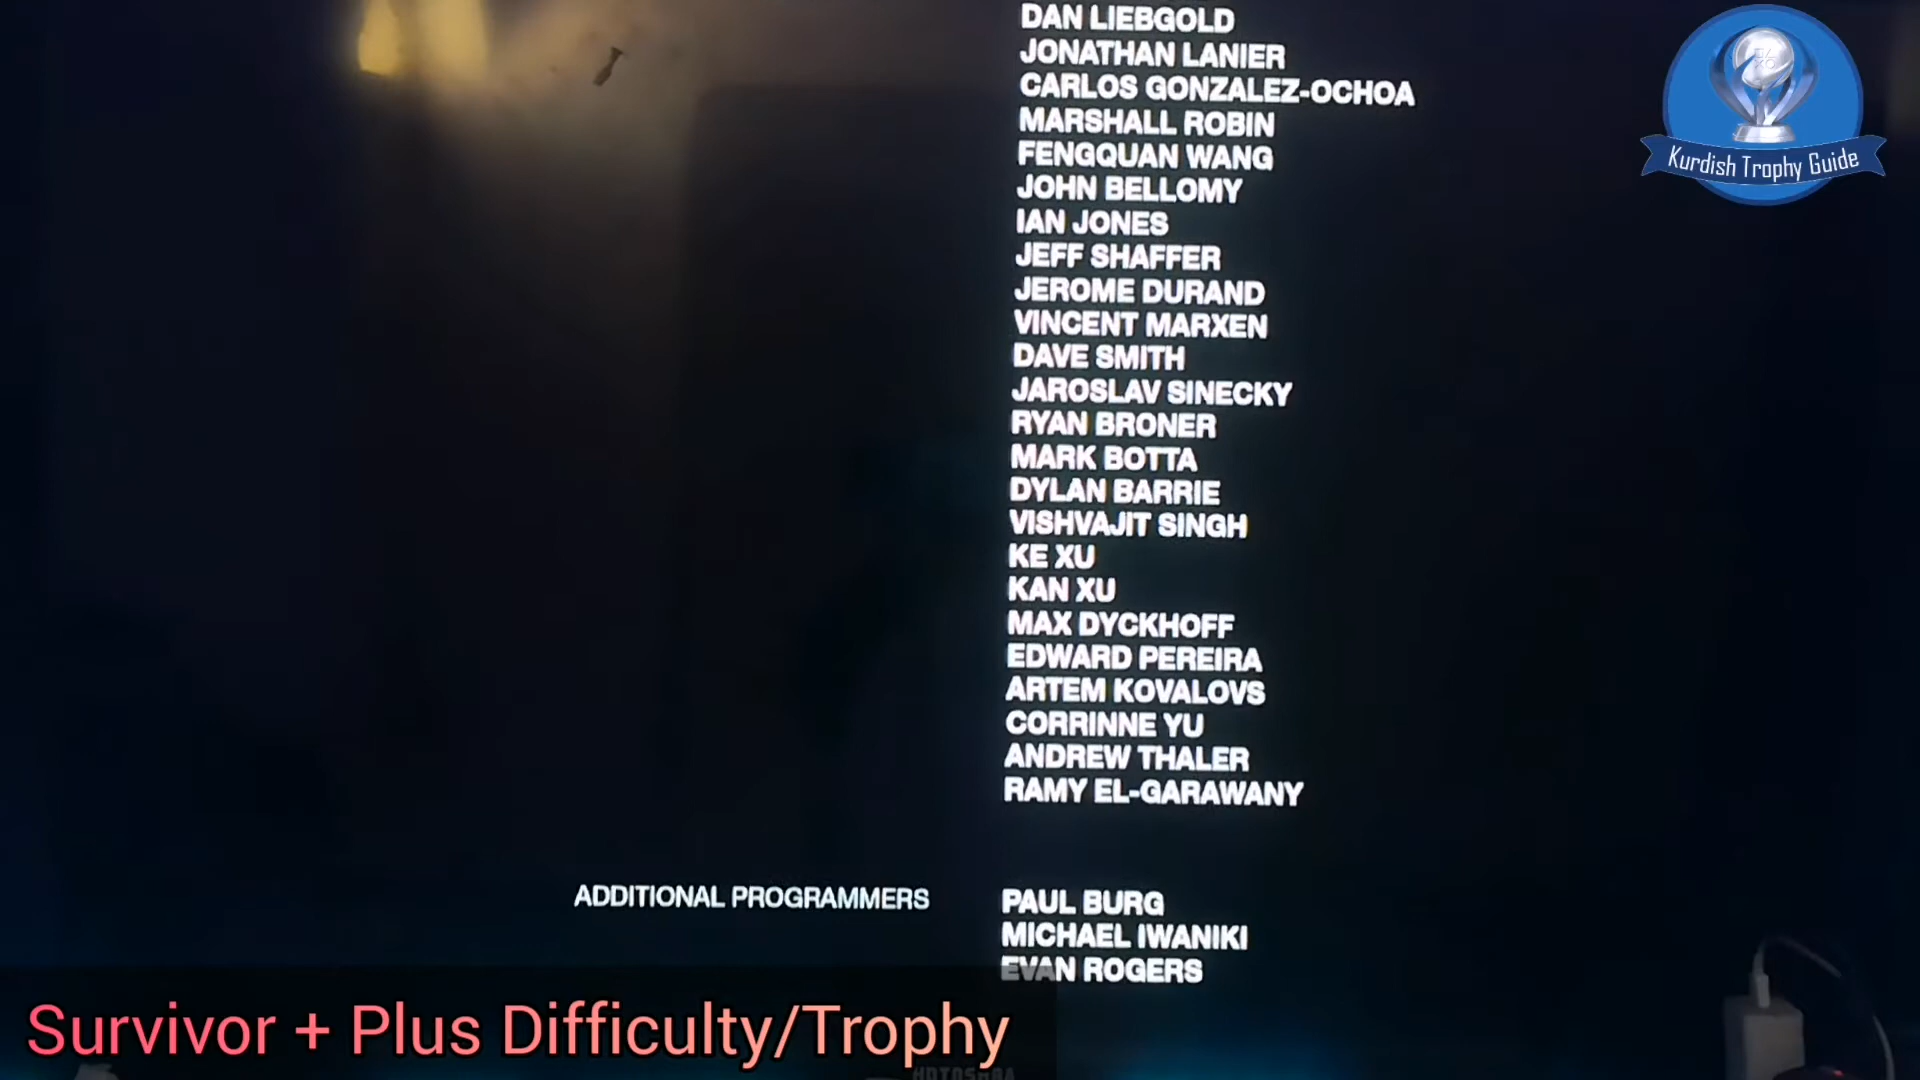 DAN LIEBGOLD
JONATHAN LANIER
CARLOS GONZALEZ-OCHOA
MARSHALL ROBIN
FENGQUAN WANG
JOHN BELLOMY
IAN JONES
JEFF SHAFFER
JEROME DURAND
VINCENT MARXEN
DAVE SMITH
JAROSLAV SINECKY
RYAN BRONER
MARK BOTTA
DYLAN BARRIE
VISHVAJIT SINGH
KE XU
KAN XU
MAX DYCKHOFF
EDWARD PEREIRA
ARTEM KOVALOVS
CORRINNE YU
ANDREW THALER
RAMY EL-GARAWANY
ADDITIONAL PROGRAMMERS PAUL BURG
MICHAEL IWANIKI
EVAN ROGERS
Kurdish Trophy Guide
Survivor + Plus Difficulty/Trophy